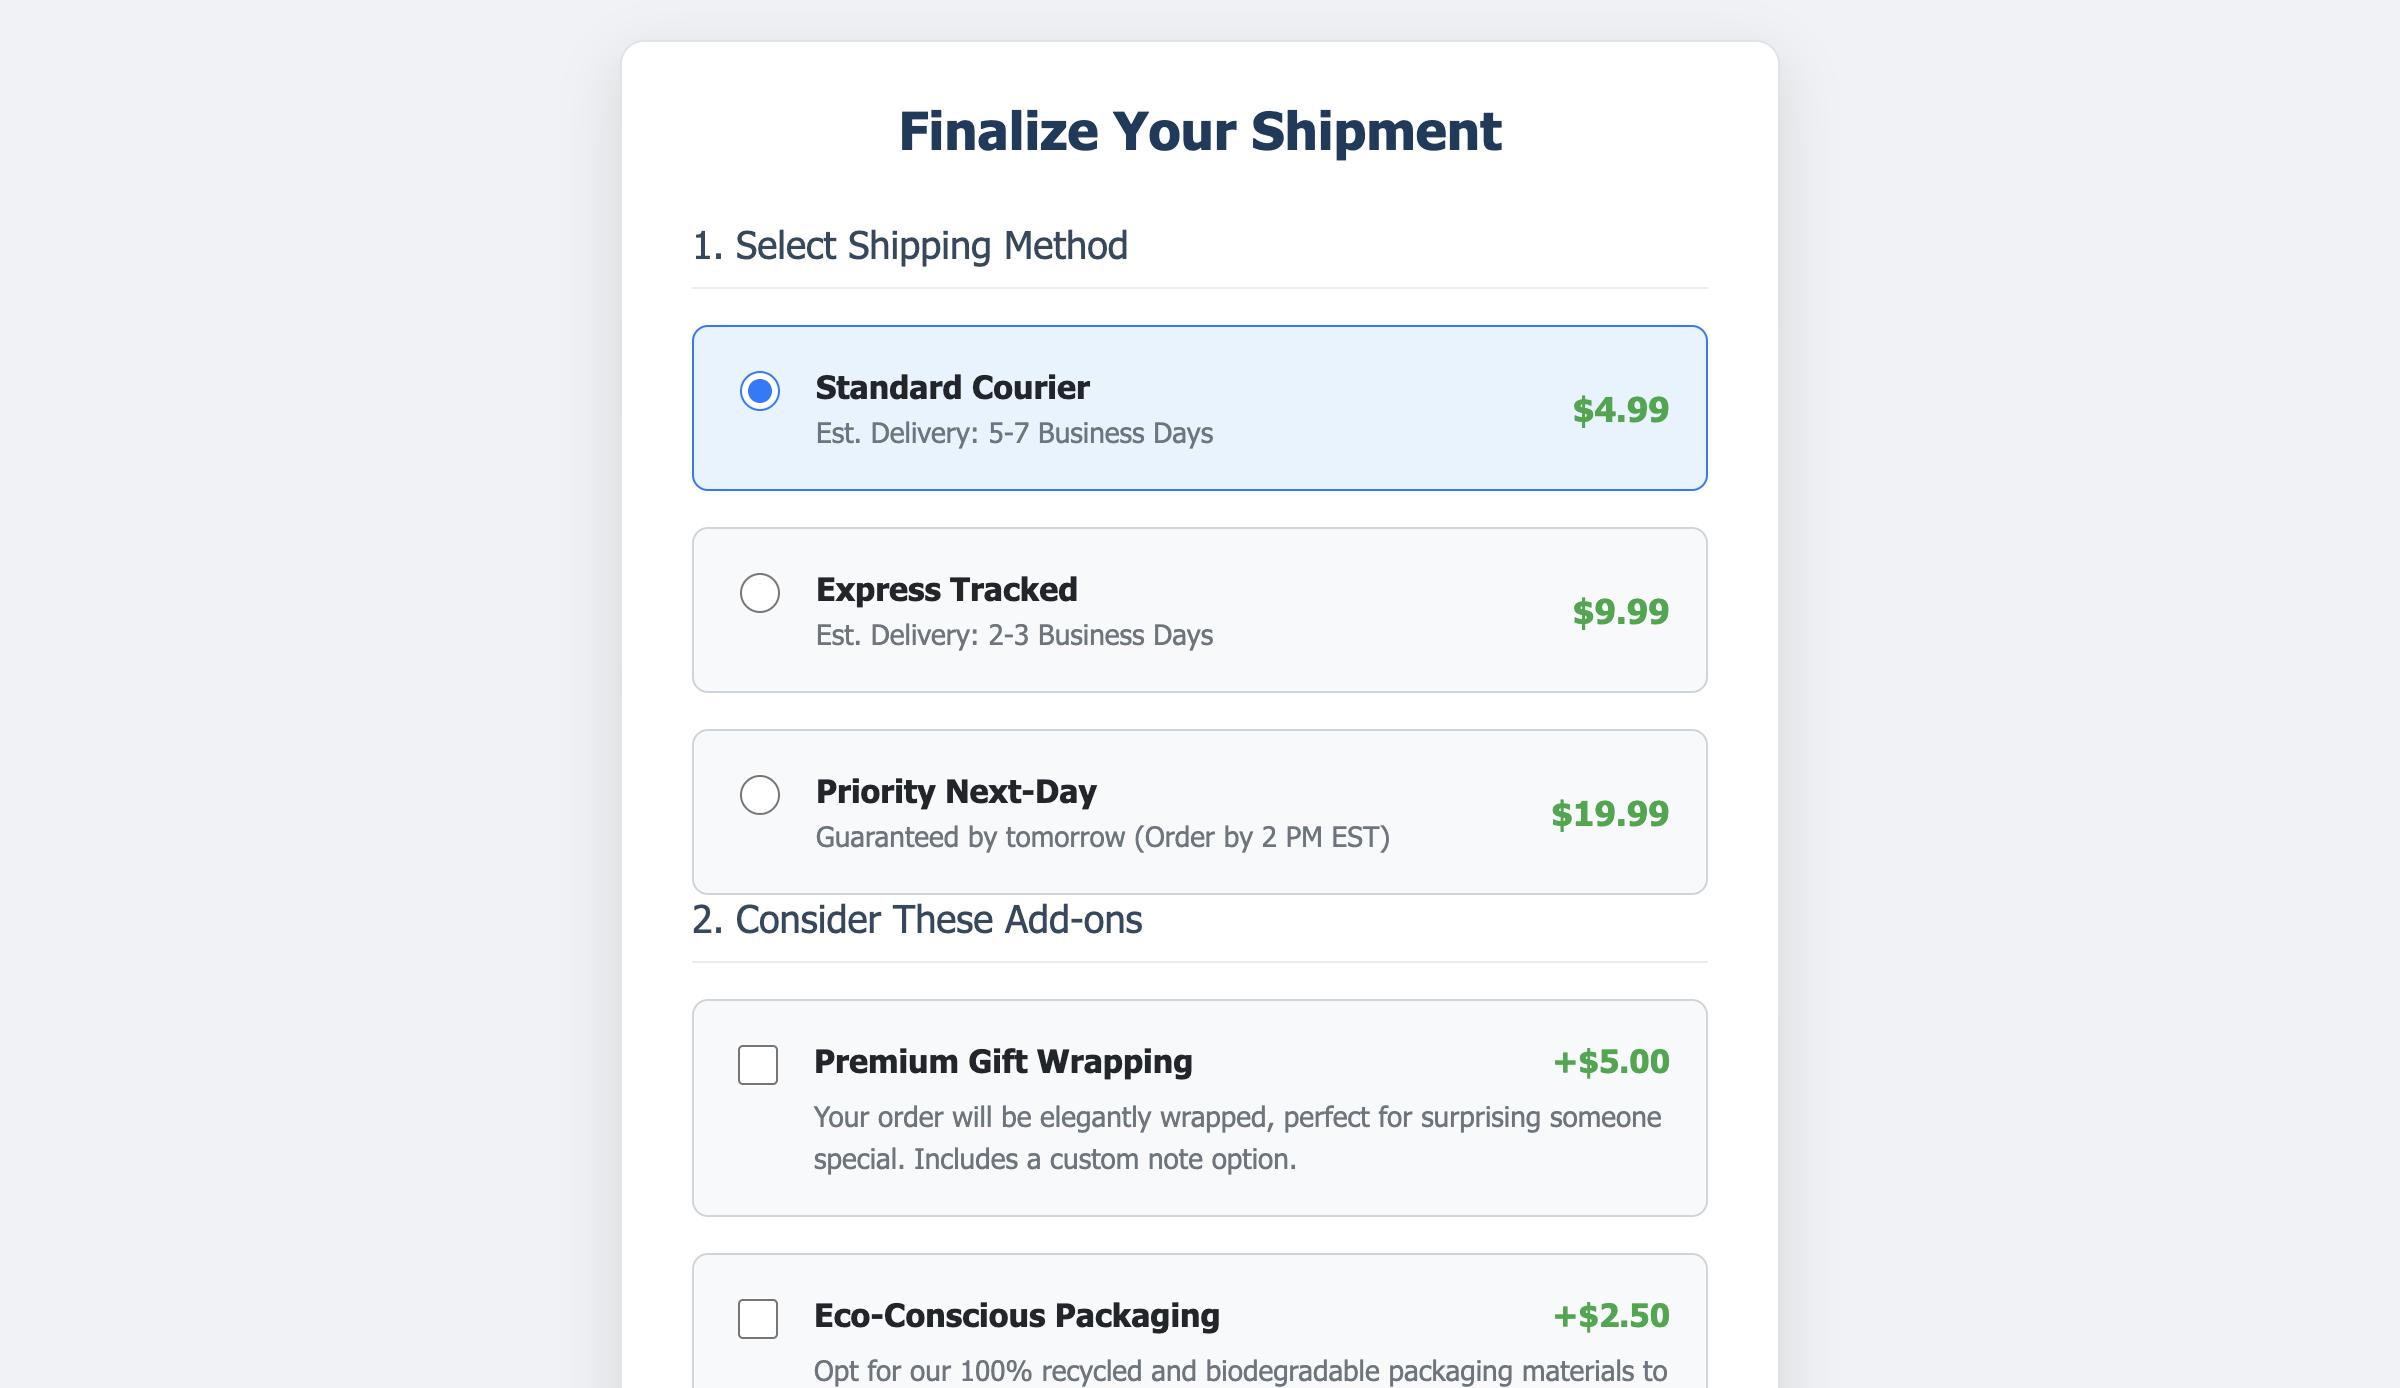 Finalize Your Shipment
1. Select Shipping Method
Standard Courier
Est. Delivery: 5-7 Business Days
$4.99
Express Tracked
Est. Delivery: 2-3 Business Days
$9.99
Priority Next-Day
Guaranteed by tomorrow (Order by 2 PM EST)
$19.99
2. Consider These Add-ons
Premium Gift Wrapping
+$5.00
Your order will be elegantly wrapped, perfect for surprising someone
special. Includes a custom note option.
Eco-Conscious Packaging
+$2.50
Opt for our 100% recycled and biodegradable packaging materials to